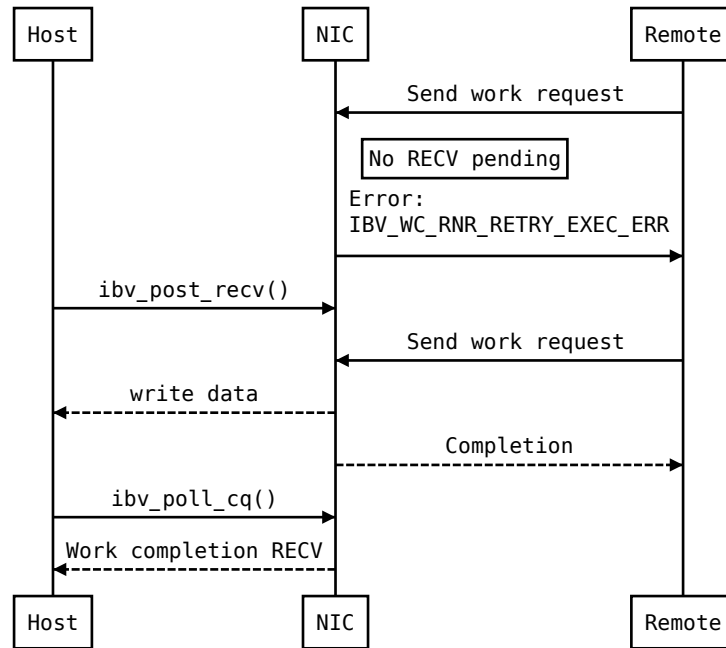 Host
NIC
Remote
Send work request
No RECV pending
Error:
IBV_WC_RNR_RETRY_EXEC_ERR
ibv_post_recv()
Send work request
write data
Completion
ibv_poll_cq()
Work completion RECV
Host
NIC
Remote